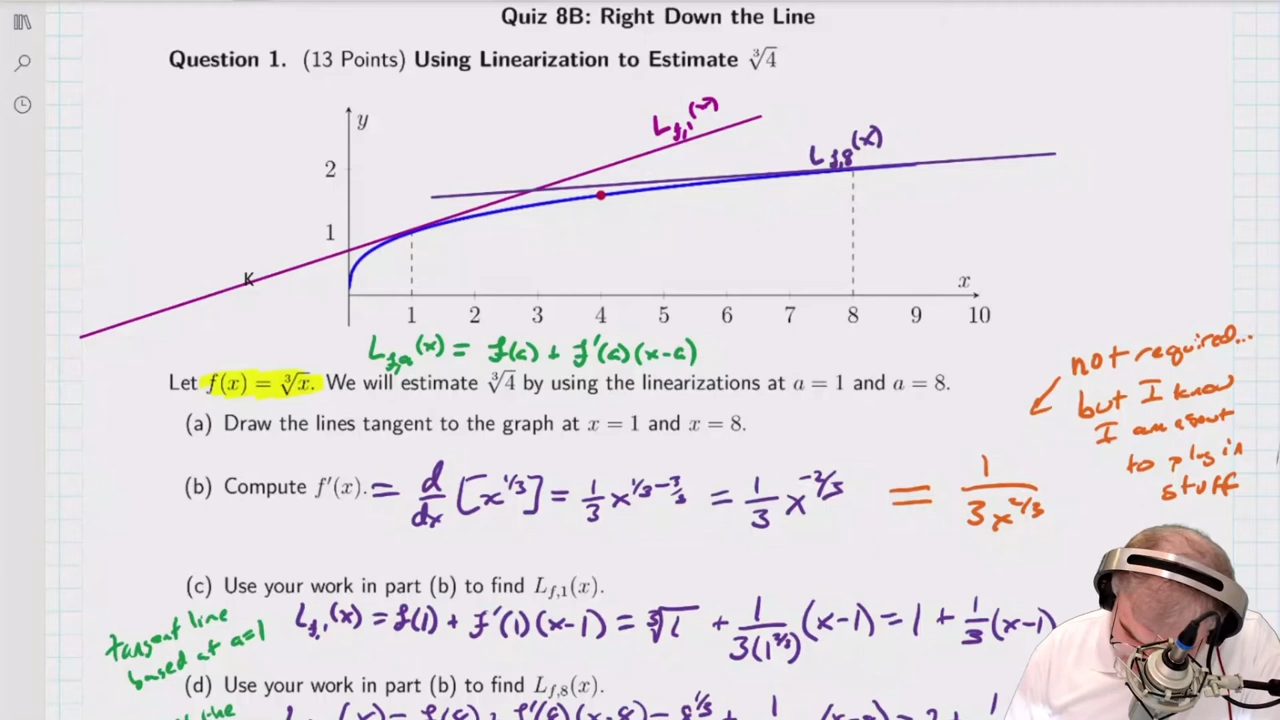 Quiz 8B: Right Down the Line
Question 1. (13 Points) Using Linearization to Estimate ∛4
y
L_{f,1}(x)
L_{f,8}(x)
2
1
x
1 2 3 4 5 6 7 8 9 10
L_{f,a}(x) = f(a) + f'(a)(x-a)
Let f(x) = ∛x. We will estimate ∛4 by using the linearizations at a = 1 and a = 8.
(a) Draw the lines tangent to the graph at x = 1 and x = 8.
not required...
but I know
I am about
to plug in
stuff
(b) Compute f'(x). = d/dx [x^{1/3}] = 1/3 x^{1/3 - 3/3} = 1/3 x^{-2/3} = 1/(3x^{2/3})
(c) Use your work in part (b) to find L_{f,1}(x).
tangent line
based at a=1
L_{f,1}(x) = f(1) + f'(1)(x-1) = ∛1 + 1/(3(1^{2/3})) (x-1) = 1 + 1/3 (x-1)
(d) Use your work in part (b) to find L_{f,8}(x).
the